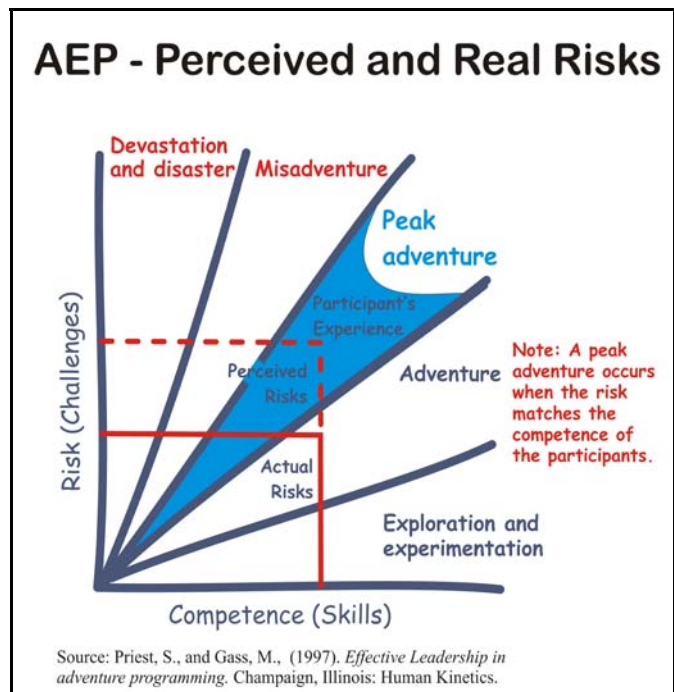 AEP - Perceived and Real Risks
Devastation
and disaster
Misadventure
Peak
adventure
Participant's
Experience
Perceived
Risks
Adventure
Note: A peak
adventure occurs
when the risk
matches the
competence of
the participants.
Actual
Risks
Exploration and
experimentation
Risk (Challenges)
Competence (Skills)
Source: Priest, S., and Gass, M., (1997). Effective Leadership in
adventure programming. Champaign, Illinois: Human Kinetics.